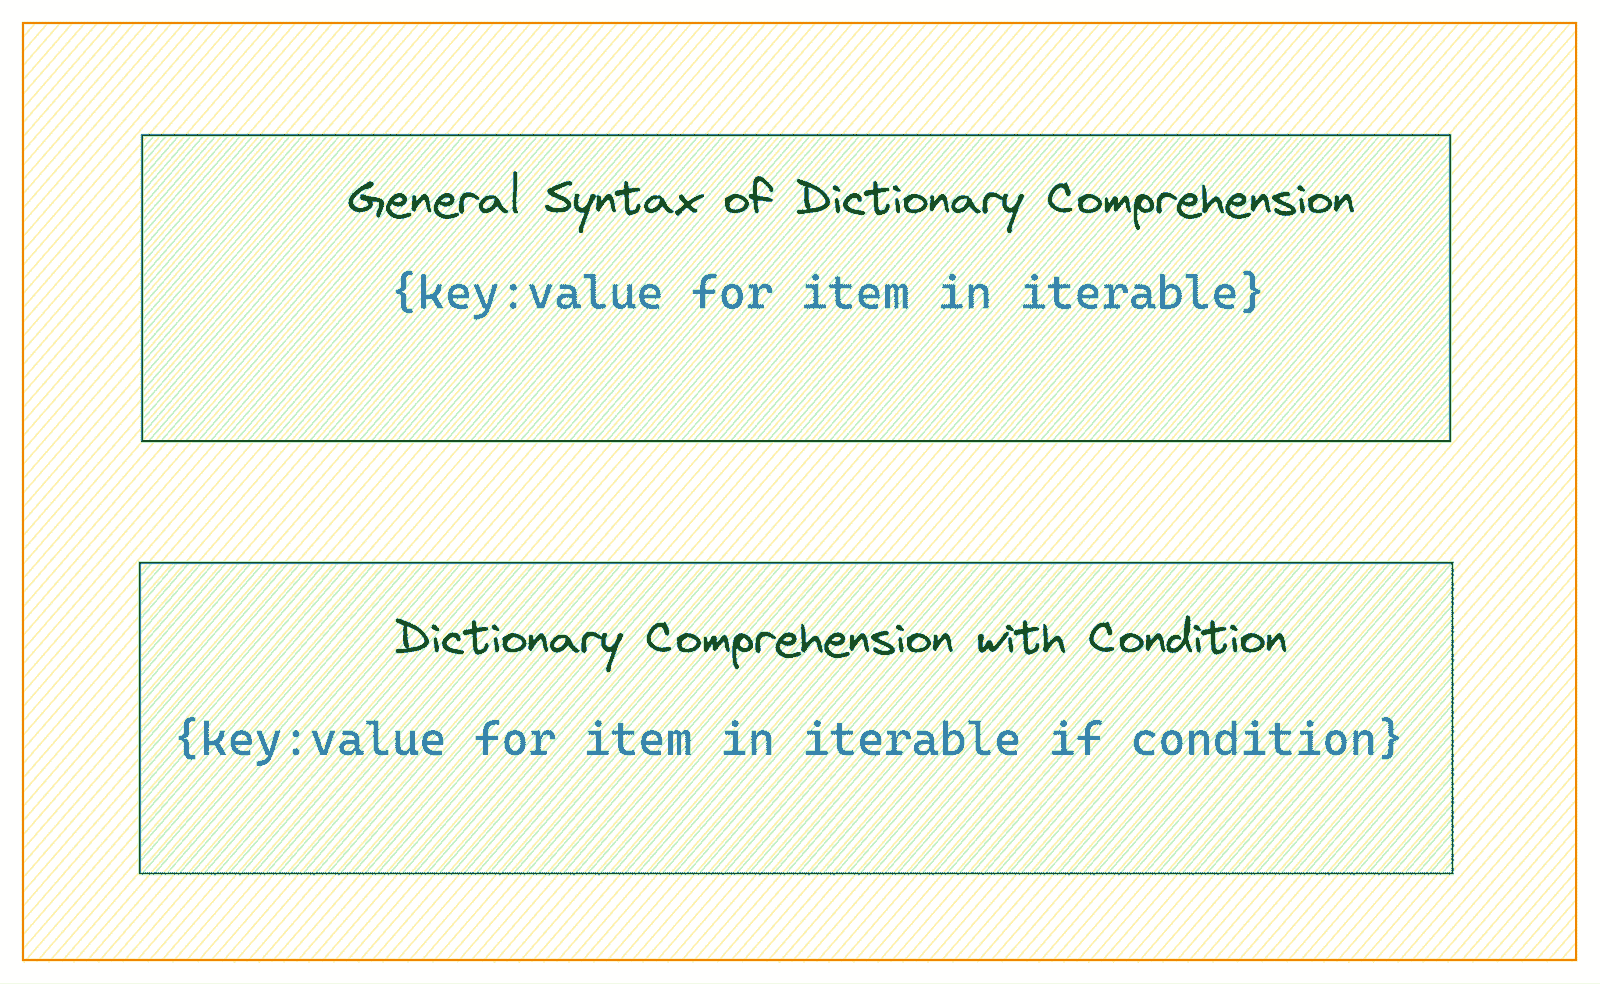 General Syntax of Dictionary Comprehension
{key:value for item in iterable}
Dictionary Comprehension with Condition
{key:value for item in iterable if condition}